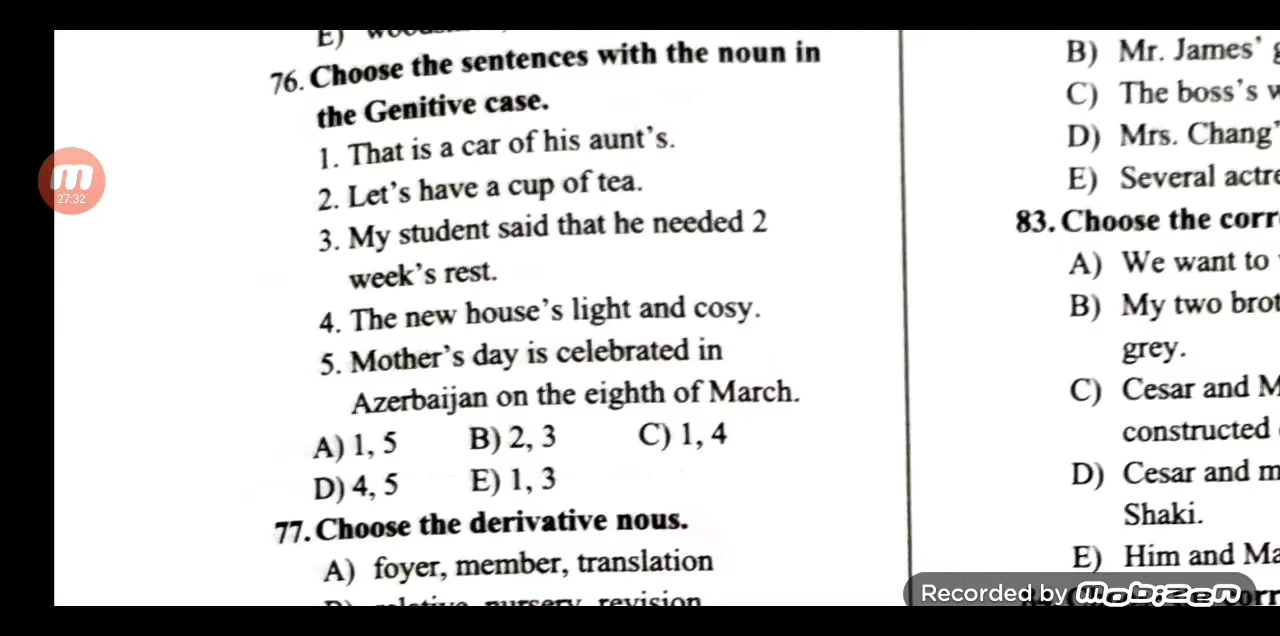 E)
76. Choose the sentences with the noun in
the Genitive case.
1. That is a car of his aunt's.
2. Let's have a cup of tea.
3. My student said that he needed 2
week's rest.
4. The new house's light and cosy.
5. Mother's day is celebrated in
Azerbaijan on the eighth of March.
A) 1, 5 B) 2, 3 C) 1, 4
D) 4, 5 E) 1, 3
77. Choose the derivative nous.
A) foyer, member, translation
nursery, revision
B) Mr. James'
C) The boss's
D) Mrs. Chang'
E) Several
83. Choose the
A) We want to
B) My two
grey.
C) Cesar and
constructed
D) Cesar and
Shaki.
E) Him and
27:32
Recorded by mobizen